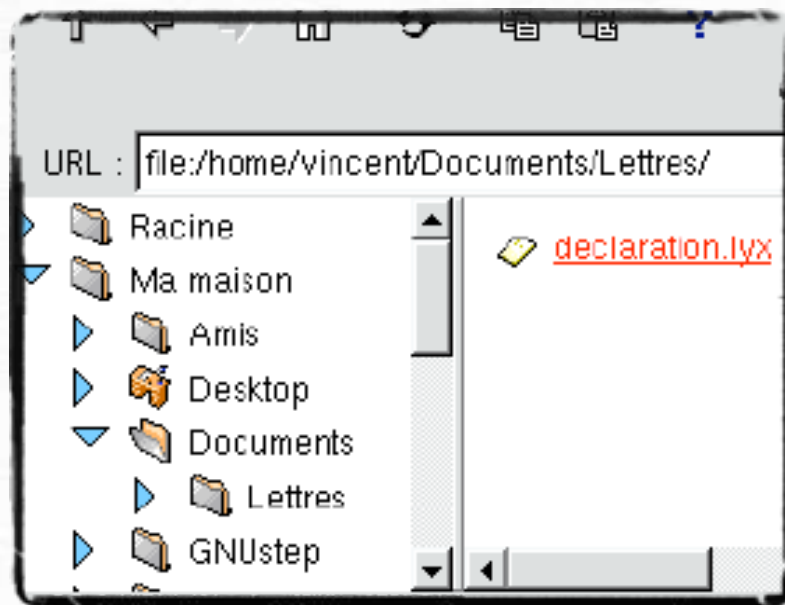 URL : file:/home/vincent/Documents/Lettres/
Racine
declaration.lyx
Ma maison
Amis
Desktop
Documents
Lettres
GNUstep